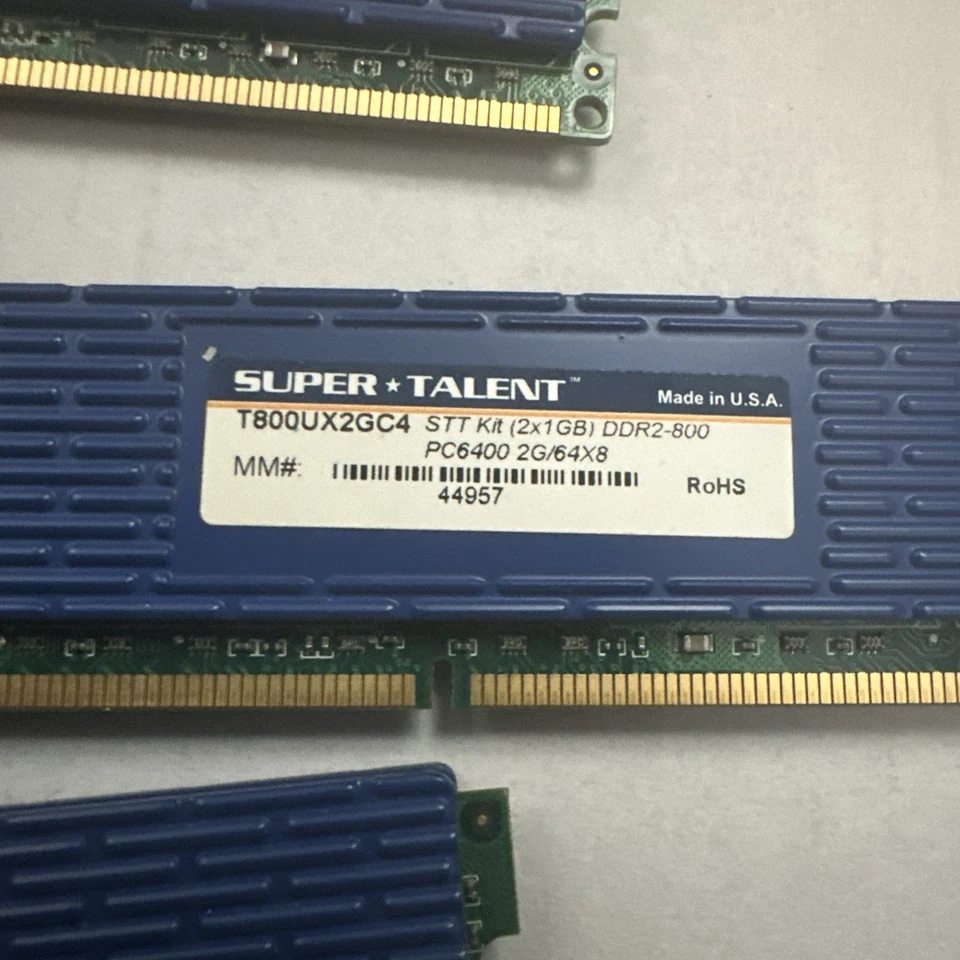 SUPER★TALENT™
Made in U.S.A.
T800UX2GC4 STT Kit (2x1GB) DDR2-800
PC6400 2G/64X8
MM#:
44957
RoHS